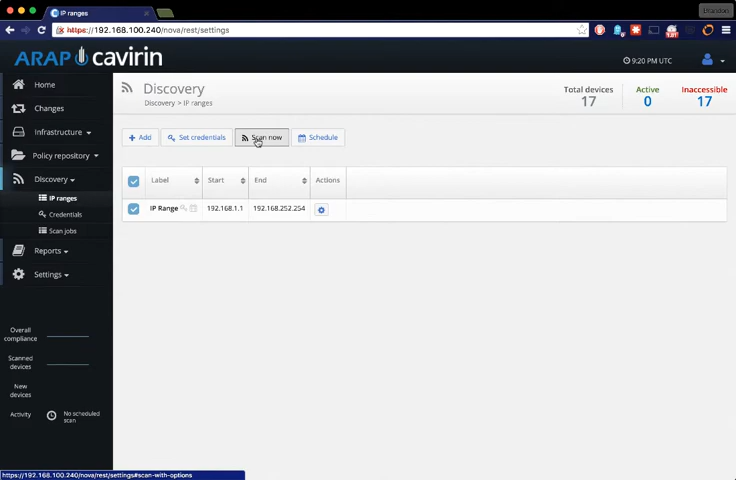 IP ranges
Brandon
https://192.168.100.240/nova/rest/settings
ARAP cavirin
9:20 PM UTC
Home
Changes
Infrastructure
Policy repository
Discovery
IP ranges
Credentials
Scan jobs
Reports
Settings
Overall compliance
Scanned devices
New devices
Activity
No scheduled scan
Discovery
Discovery > IP ranges
Total devices
17
Active
0
Inaccessible
17
+ Add
Set credentials
Scan now
Schedule
Label Start End Actions
IP Range 192.168.1.1 192.168.252.254
https://192.168.100.240/nova/rest/settings#scan-with-options